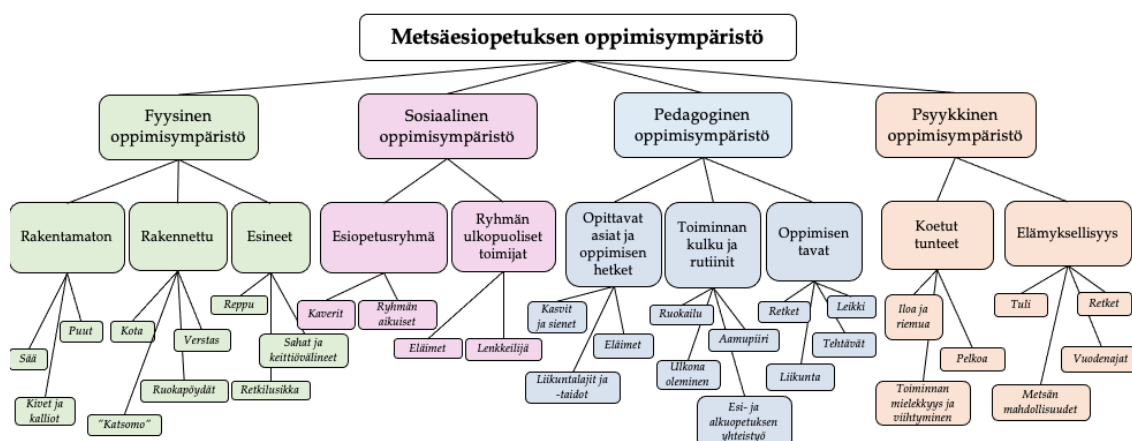 Metsäesiopetuksen oppimisympäristö
Fyysinen
oppimisympäristö
Sosiaalinen
oppimisympäristö
Pedagoginen
oppimisympäristö
Psyykkinen
oppimisympäristö
Rakentamaton
Rakennettu
Esineet
Esiopetusryhmä
Ryhmän
ulkopuoliset
toimijat
Opittavat
asiat ja
oppimisen
hetket
Toiminnan
kulku ja
rutiinit
Oppimisen
tavat
Koetut
tunteet
Elämyksellisyys
Sää
Kivet ja
kalliot
Puut
Kota
"Katsomo"
Verstas
Ruokapöydät
Reppu
Sahat ja
keittiövälineet
Retkilusikka
Kaverit
Ryhmän
aikuiset
Eläimet
Lenkkeilijä
Kasvit
ja sienet
Liikuntalajit ja
-taidot
Eläimet
Ruokailu
Ulkona
oleminen
Aamupiiri
Esi- ja
alkuopetuksen
yhteistyö
Retket
Liikunta
Leikki
Tehtävät
Iloa ja
riemua
Toiminnan
mielekkyys ja
viihtyminen
Pelkoa
Tuli
Metsän
mahdollisuudet
Retket
Vuodenajat